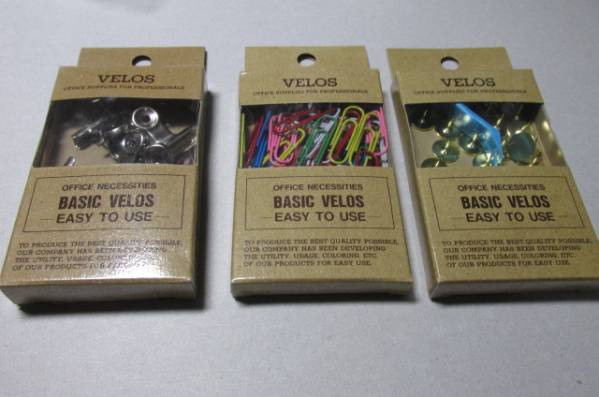 VELOS
OFFICE SUPPLIES FOR PROFESSIONALS
OFFICE NECESSITIES
BASIC VELOS
EASY TO USE
TO PRODUCE THE BEST QUALITY POSSIBLE,
OUR COMPANY HAS BEEN DEVELOPING
THE UTILITY, USAGE, COLORING, ETC.
OF OUR PRODUCTS FOR EASY USE.
VELOS
OFFICE SUPPLIES FOR PROFESSIONALS
OFFICE NECESSITIES
BASIC VELOS
EASY TO USE
TO PRODUCE THE BEST QUALITY POSSIBLE,
OUR COMPANY HAS BEEN DEVELOPING
THE UTILITY, USAGE, COLORING, ETC.
OF OUR PRODUCTS FOR EASY USE.
VELOS
OFFICE SUPPLIES FOR PROFESSIONALS
OFFICE NECESSITIES
BASIC VELOS
EASY TO USE
TO PRODUCE THE BEST QUALITY POSSIBLE,
OUR COMPANY HAS BEEN DEVELOPING
THE UTILITY, USAGE, COLORING, ETC.
OF OUR PRODUCTS FOR EASY USE.